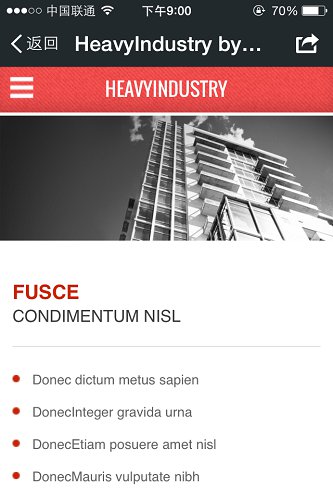 中国联通 下午9:00 70%
返回 HeavyIndustry by…
HEAVYINDUSTRY
FUSCE
CONDIMENTUM NISL
Donec dictum metus sapien
DonecInteger gravida urna
DonecEtiam posuere amet nisl
DonecMauris vulputate nibh